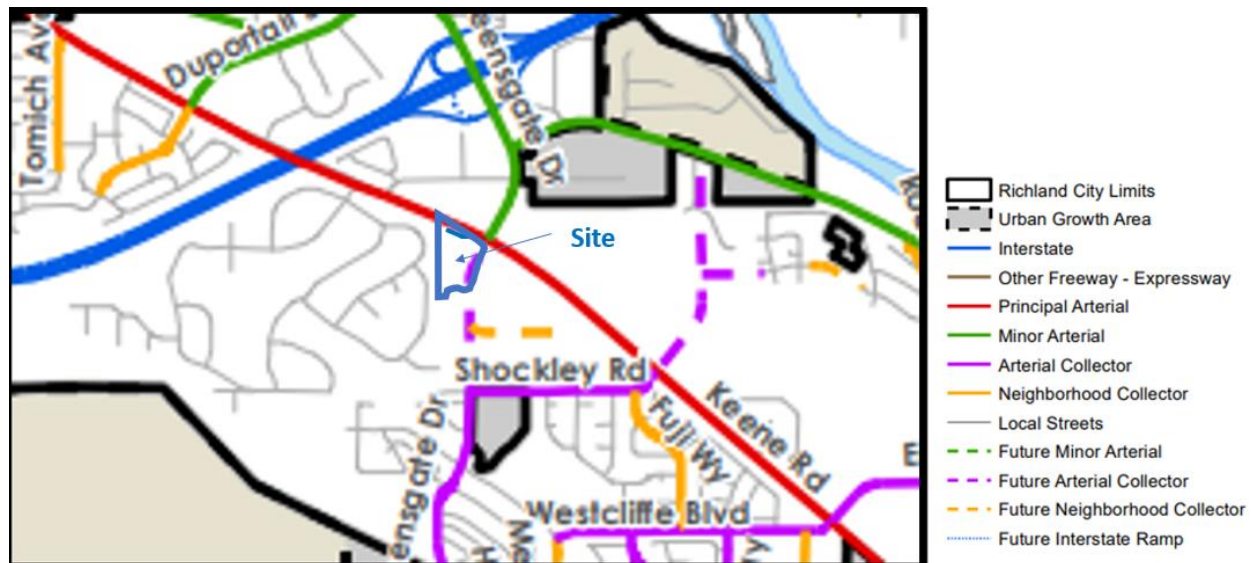 Tomich Av
Duportail
eensgate Dr
Site
Shockley Rd
Keene Rd
Fuji Wy
ensgate Dr
Westcliffe Blvd
E
Richland City Limits
Urban Growth Area
Interstate
Other Freeway - Expressway
Principal Arterial
Minor Arterial
Arterial Collector
Neighborhood Collector
Local Streets
Future Minor Arterial
Future Arterial Collector
Future Neighborhood Collector
Future Interstate Ramp